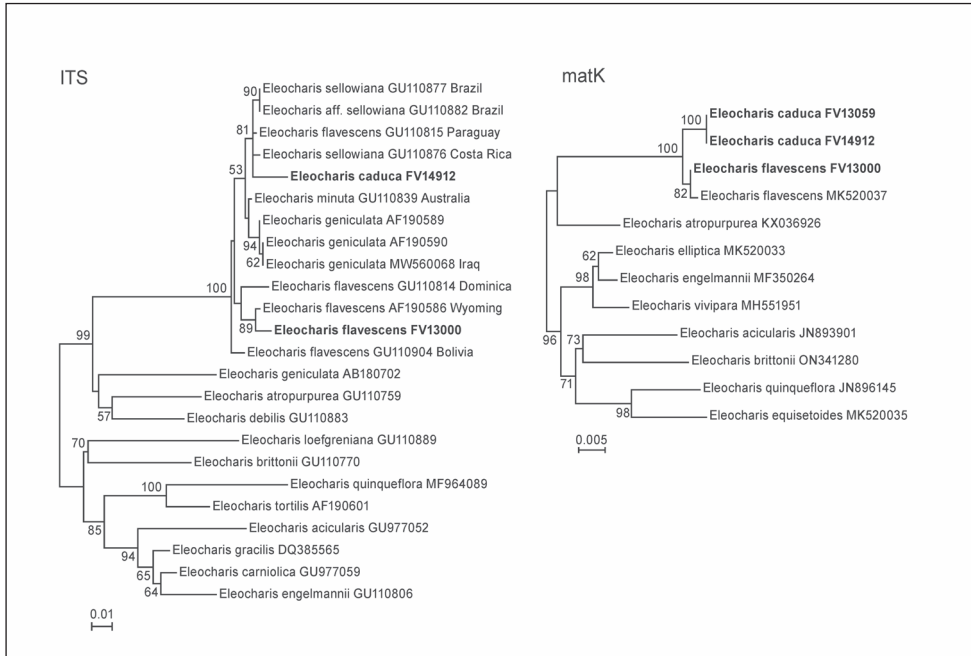 ITS
90
Eleocharis sellowiana GU110877 Brazil
Eleocharis aff. sellowiana GU110882 Brazil
81
Eleocharis flavescens GU110815 Paraguay
Eleocharis sellowiana GU110876 Costa Rica
53
Eleocharis caduca FV14912
Eleocharis minuta GU110839 Australia
Eleocharis geniculata AF190589
94
Eleocharis geniculata AF190590
62
Eleocharis geniculata MW560068 Iraq
100
Eleocharis flavescens GU110814 Dominica
Eleocharis flavescens AF190586 Wyoming
89
Eleocharis flavescens FV13000
Eleocharis flavescens GU110904 Bolivia
99
Eleocharis geniculata AB180702
Eleocharis atropurpurea GU110759
57
Eleocharis debilis GU110883
70
Eleocharis loefgreniana GU110889
Eleocharis brittonii GU110770
100
Eleocharis quinqueflora MF964089
Eleocharis tortilis AF190601
85
Eleocharis acicularis GU977052
94
Eleocharis gracilis DQ385565
65
Eleocharis carniolica GU977059
64
Eleocharis engelmannii GU110806
0.01
matK
100
Eleocharis caduca FV13059
Eleocharis caduca FV14912
100
Eleocharis flavescens FV13000
82
Eleocharis flavescens MK520037
Eleocharis atropurpurea KX036926
62
Eleocharis elliptica MK520033
98
Eleocharis engelmannii MF350264
Eleocharis vivipara MH551951
96
73
Eleocharis acicularis JN893901
Eleocharis brittonii ON341280
71
Eleocharis quinqueflora JN896145
98
Eleocharis equisetoides MK520035
0.005